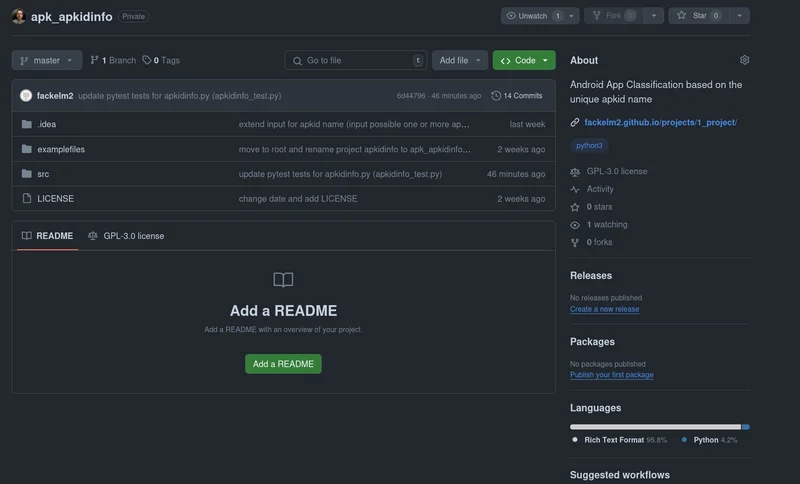 apk_apkidinfo Private
Unwatch 1
Fork 0
Star 0
master
1 Branch
0 Tags
Go to file t
Add file
Code
fackelm2 update pytest tests for apkidinfo.py (apkidinfo_test.py) 6d44796 · 46 minutes ago 14 Commits
.idea extend input for apkid name (input possible one or more ap... last week
examplefiles move to root and rename project apkidinfo to apk_apkidinfo... 2 weeks ago
src update pytest tests for apkidinfo.py (apkidinfo_test.py) 46 minutes ago
LICENSE change date and add LICENSE 2 weeks ago
README GPL-3.0 license
Add a README
Add a README with an overview of your project.
Add a README
About
Android App Classification based on the
unique apkid name
fackelm2.github.io/projects/1_project/
python3
GPL-3.0 license
Activity
0 stars
1 watching
0 forks
Releases
No releases published
Create a new release
Packages
No packages published
Publish your first package
Languages
Rich Text Format 95.8% Python 4.2%
Suggested workflows